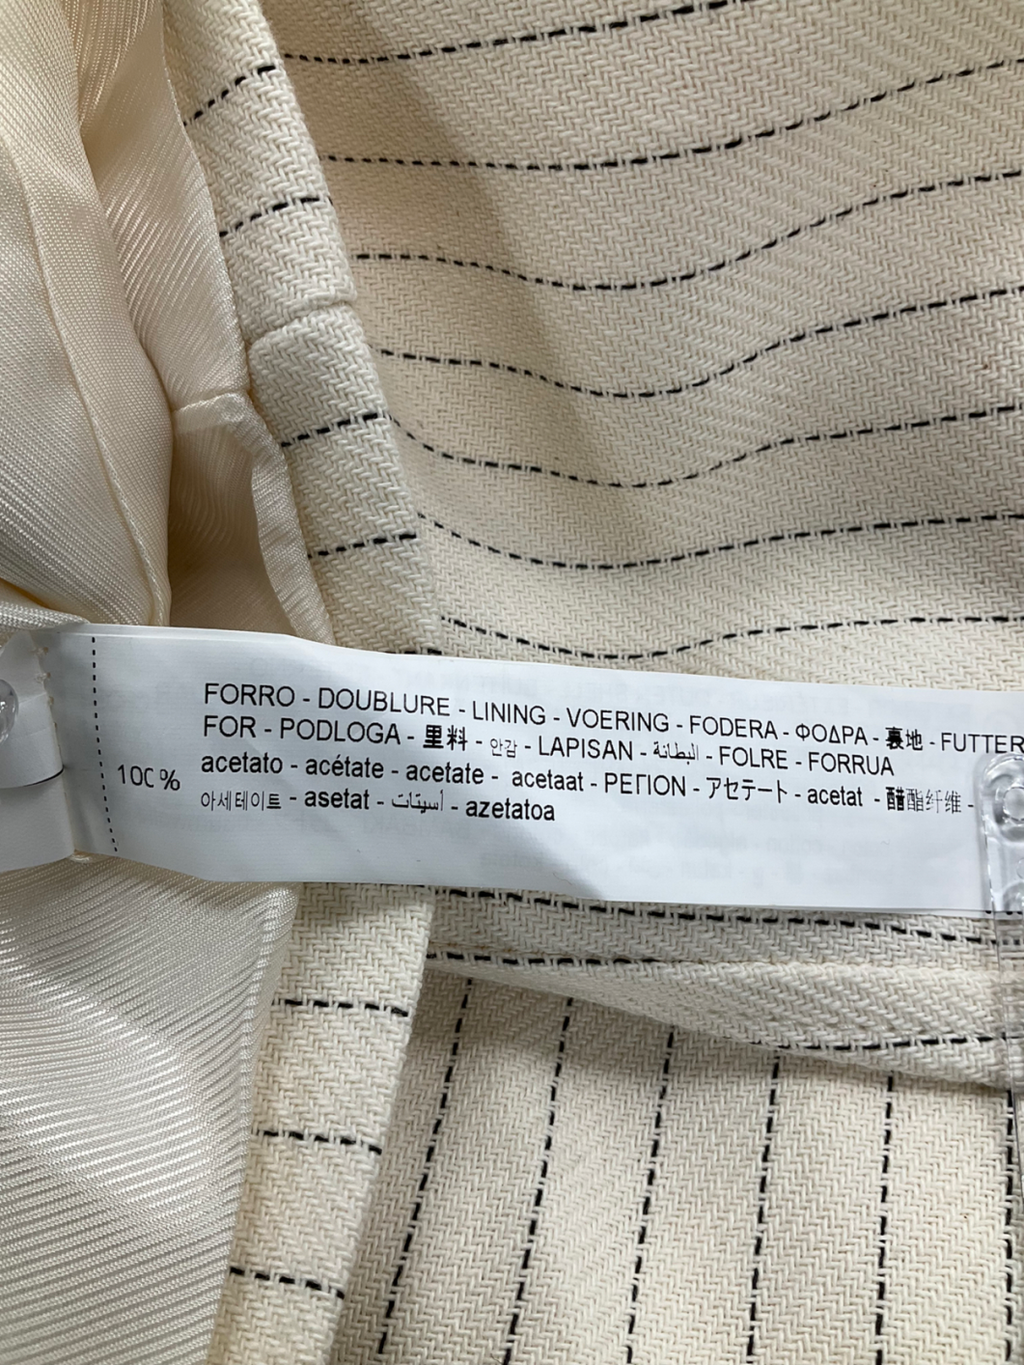 FORRO - DOUBLURE - LINING - VOERING - FODERA - ΦΟΔΡΑ - 裏地 - FUTTER
FOR - PODLOGA - 里料 - 안감 - LAPISAN - البطانة - FOLRE - FORRUA
100% acetato - acétate - acetate - acetaat - ΡΕΓΙΟΝ - アセテート - acetat - 醋酯纤维 -
아세테이트 - asetat - أسيتات - azetatoa